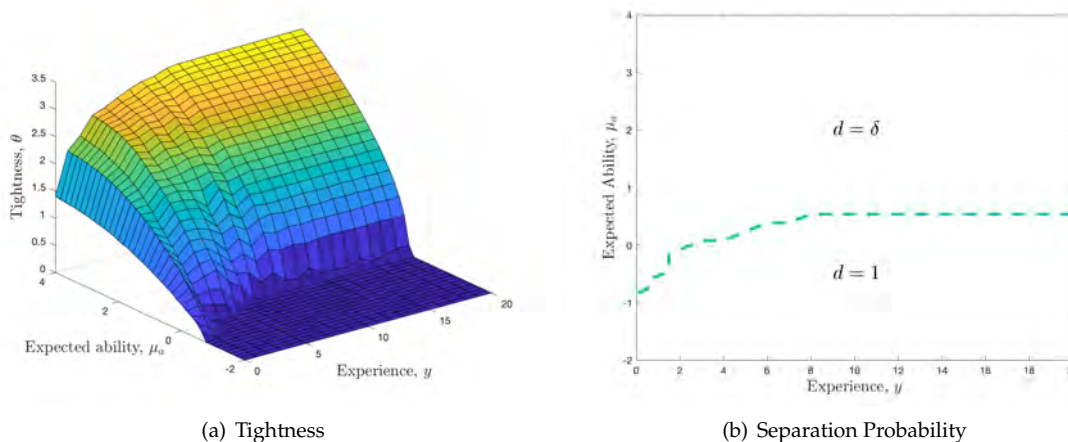 3.5
3
2.5
2
1.5
1
0.5
0
Tightness, θ
4
2
0
-2
Expected ability, μₐ
0
5
10
15
20
Experience, y
(a) Tightness
4
3
2
1
0
-1
-2
Expected Ability, μₐ
d = δ
d = 1
0 2 4 6 8 10 12 14 16 18
Experience, y
(b) Separation Probability